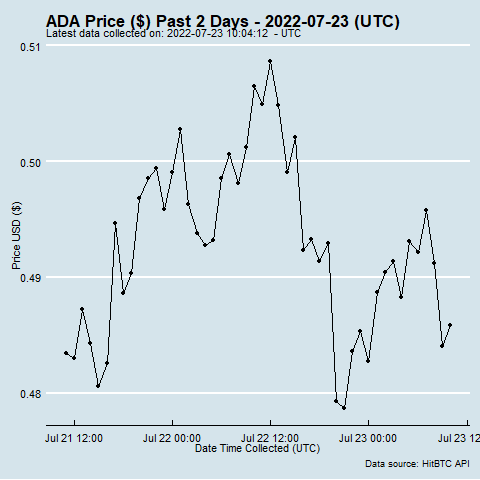 ADA Price ($) Past 2 Days - 2022-07-23 (UTC)
Latest data collected on: 2022-07-23 10:04:12  - UTC
0.51
0.50
0.49
0.48
Price USD ($)
Jul 21 12:00
Jul 22 00:00
Jul 22 12:00
Jul 23 00:00
Jul 23 12
Date Time Collected (UTC)
Data source: HitBTC API